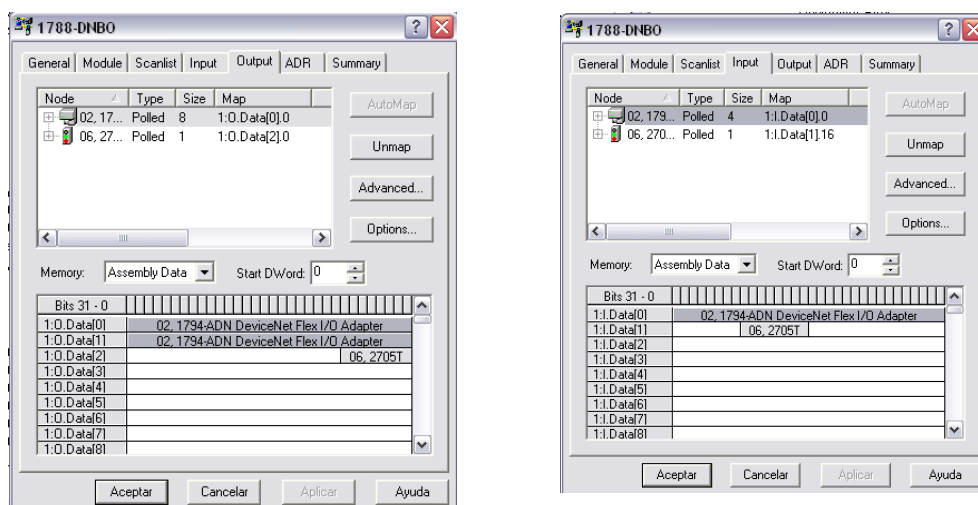 1788-DNBO
General Module Scanlist Input Output ADR Summary
Node Type Size Map
02, 17... Polled 8 1:O.Data[0].0
06, 27... Polled 1 1:O.Data[2].0
AutoMap
Unmap
Advanced...
Options...
Memory: Assembly Data Start DWord: 0
Bits 31 - 0
1:O.Data[0] 02, 1794-ADN DeviceNet Flex I/O Adapter
1:O.Data[1] 02, 1794-ADN DeviceNet Flex I/O Adapter
1:O.Data[2] 06, 2705T
1:O.Data[3]
1:O.Data[4]
1:O.Data[5]
1:O.Data[6]
1:O.Data[7]
1:O.Data[8]
Aceptar Cancelar Aplicar Ayuda
1788-DNBO
General Module Scanlist Input Output ADR Summary
Node Type Size Map
02, 179... Polled 4 1:I.Data[0].0
06, 270... Polled 1 1:I.Data[1].16
AutoMap
Unmap
Advanced...
Options...
Memory: Assembly Data Start DWord: 0
Bits 31 - 0
1:I.Data[0] 02, 1794-ADN DeviceNet Flex I/O Adapter
1:I.Data[1] 06, 2705T
1:I.Data[2]
1:I.Data[3]
1:I.Data[4]
1:I.Data[5]
1:I.Data[6]
1:I.Data[7]
1:I.Data[8]
Aceptar Cancelar Aplicar Ayuda